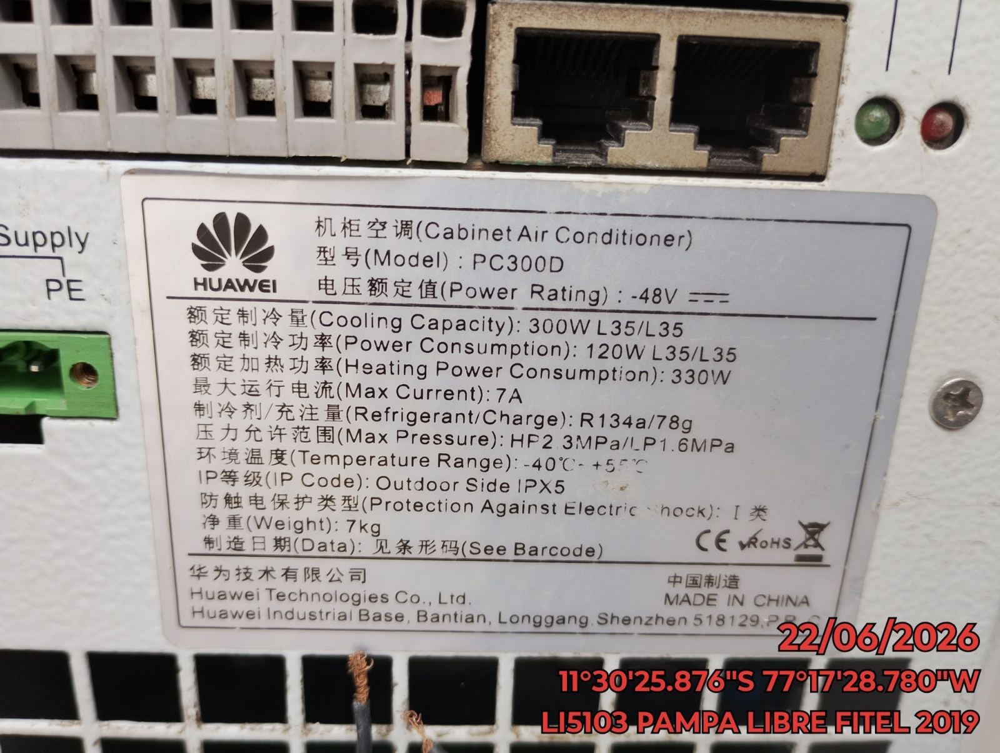 Supply
PE
HUAWEI
机柜空调(Cabinet Air Conditioner)
型号(Model) : PC300D
电压额定值(Power Rating) : -48V
额定制冷量(Cooling Capacity): 300W L35/L35
额定制冷功率(Power Consumption): 120W L35/L35
额定加热功率(Heating Power Consumption): 330W
最大运行电流(Max Current): 7A
制冷剂/充注量(Refrigerant/Charge): R134a/78g
压力允许范围(Max Pressure): HP2.3MPa/LP1.6MPa
环境温度(Temperature Range): -40℃~ +55℃
IP等级(IP Code): Outdoor Side IPX5
防触电保护类型(Protection Against Electric Shock): I 类
净重(Weight): 7kg
制造日期(Data): 见条形码(See Barcode)
CE RoHS
华为技术有限公司
Huawei Technologies Co., Ltd.
Huawei Industrial Base, Bantian, Longgang, Shenzhen 518129, P.R.
中国制造
MADE IN CHINA
22/06/2026
11°30'25.876"S 77°17'28.780"W
LI5103 PAMPA LIBRE FITEL 2019